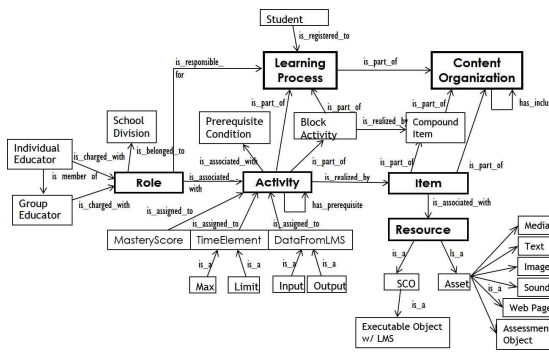 Student
is_registered_to
is_responsible_
for
Learning
Process
is_part_of
Content
Organization
has_inclu
is_part_of
is_part_of
is_part_of
School
Division
Prerequisite
Condition
Block
Activity
is_realized_by
Compound
Item
Individual
Educator
is_charged_with
is_belonged_to
is_associated_with
is_part_of
is_part_of
is_part_of
is member of
Role
is_associated_
with
Activity
is_realized_by
Item
Group
Educator
is_charged_with
has_prerequisite
is_associated_with
is_assigned_to
is_assigned_to
is_assigned_to
Resource
MasteryScore
TimeElement
DataFromLMS
is_a
is_a
is_a
is_a
is_a
Is_a
Max
Limit
Input
Output
SCO
Asset
is_a
is_a
Executable Object
w/ LMS
Media
Text
Image
Sound
Web Page
Assessmen
Object